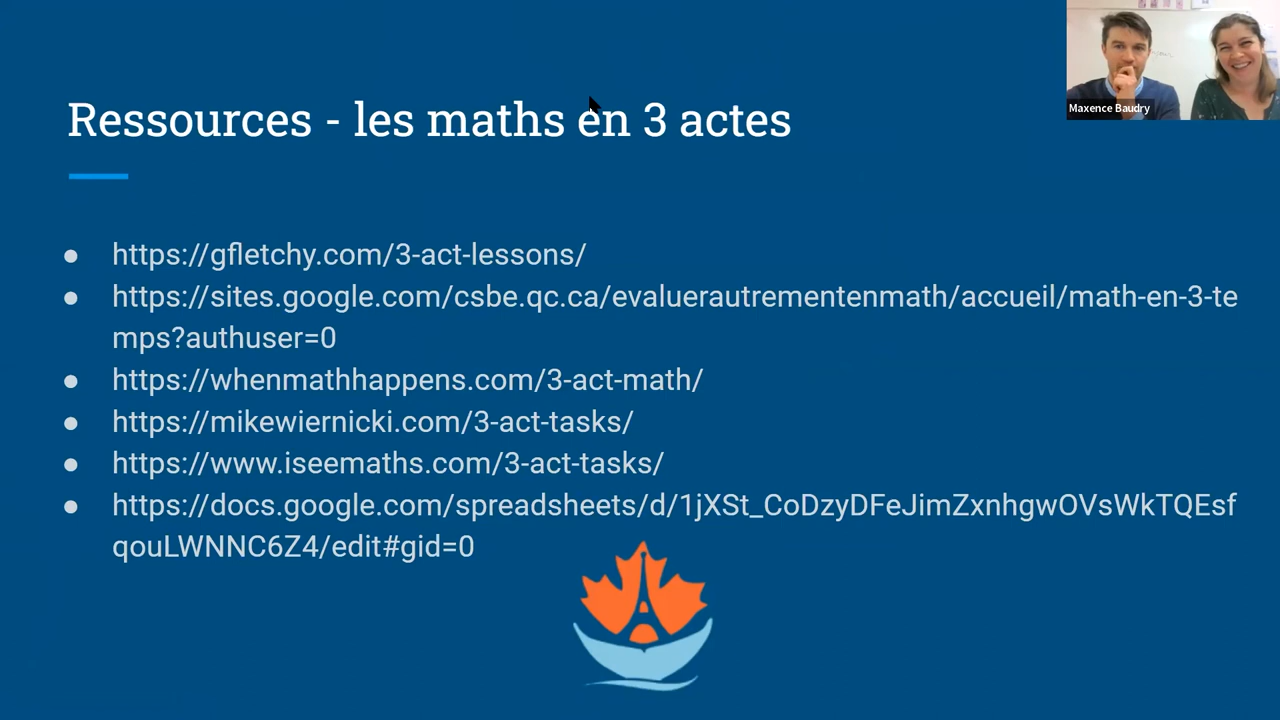 Ressources - les maths en 3 actes
Maxence Baudry
https://gfletchy.com/3-act-lessons/
https://sites.google.com/csbe.qc.ca/evaluerautrementenmath/accueil/math-en-3-te
mps?authuser=0
https://whenmathhappens.com/3-act-math/
https://mikewiernicki.com/3-act-tasks/
https://www.iseemaths.com/3-act-tasks/
https://docs.google.com/spreadsheets/d/1jXSt_CoDzyDFeJimZxnhgwOVsWkTQEsf
qouLWNNC6Z4/edit#gid=0